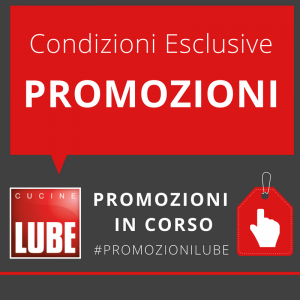 Condizioni Esclusive
PROMOZIONI
CUCINE
LUBE
PROMOZIONI
IN CORSO
#PROMOZIONILUBE